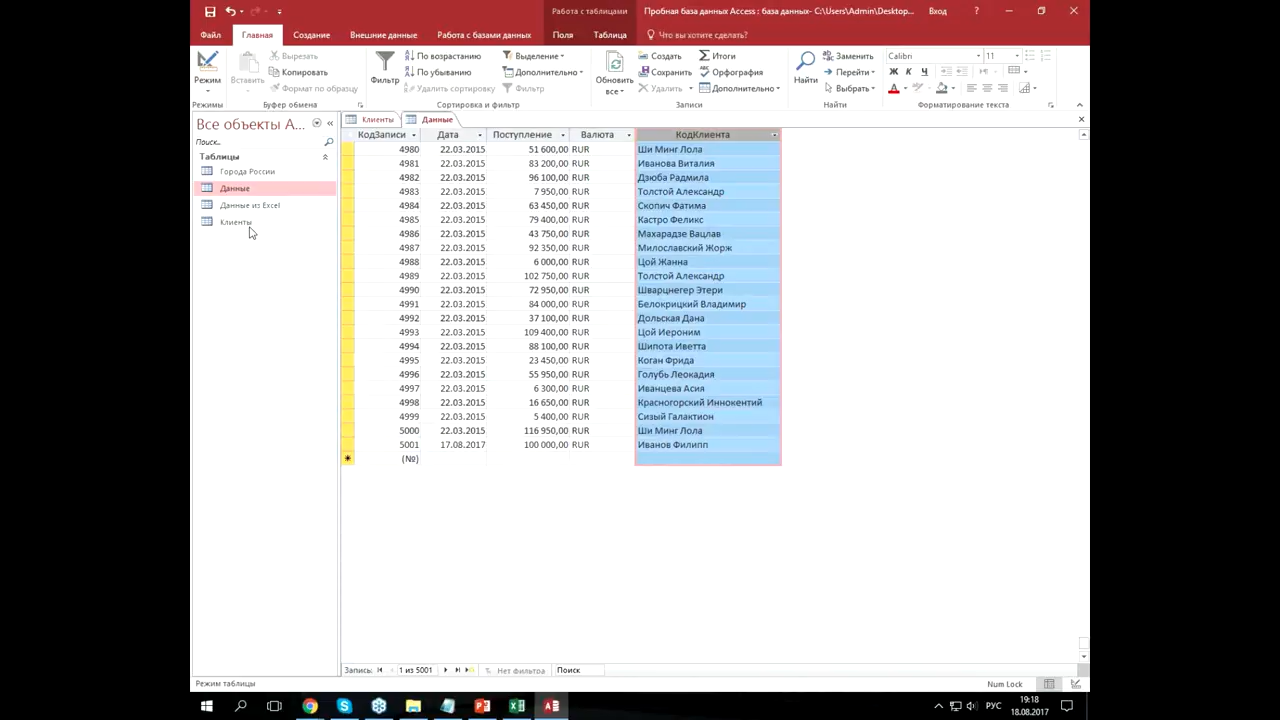 Работа с таблицами
Пробная база данных Access : база данных- C:\Users\Admin\Desktop...
Вход
?
Файл
Главная
Создание
Внешние данные
Работа с базами данных
Поля
Таблица
Что вы хотите сделать?
Режим
Режимы
Вставить
Вырезать
Копировать
Формат по образцу
Буфер обмена
Фильтр
По возрастанию
По убыванию
Удалить сортировку
Выделение
Дополнительно
Фильтр
Сортировка и фильтр
Обновить
все
Создать
Сохранить
Удалить
Итоги
Орфография
Дополнительно
Записи
Найти
Заменить
Перейти
Выбрать
Найти
Calibri
11
Ж К Ч
А
Форматирование текста
Все объекты А...
Поиск...
Таблицы
Города России
Данные
Данные из Excel
Клиенты
Клиенты
Данные
КодЗаписи Дата Поступление Валюта КодКлиента
4980 22.03.2015 51 600,00 RUR Ши Минг Лола
4981 22.03.2015 83 200,00 RUR Иванова Виталия
4982 22.03.2015 96 100,00 RUR Дзюба Радмила
4983 22.03.2015 7 950,00 RUR Толстой Александр
4984 22.03.2015 63 450,00 RUR Скопич Фатима
4985 22.03.2015 79 400,00 RUR Кастро Феликс
4986 22.03.2015 43 750,00 RUR Махарадзе Вацлав
4987 22.03.2015 92 350,00 RUR Милославский Жорж
4988 22.03.2015 6 000,00 RUR Цой Жанна
4989 22.03.2015 102 750,00 RUR Толстой Александр
4990 22.03.2015 72 950,00 RUR Шварцнегер Этери
4991 22.03.2015 84 000,00 RUR Белокрицкий Владимир
4992 22.03.2015 37 100,00 RUR Дольская Дана
4993 22.03.2015 109 400,00 RUR Цой Иероним
4994 22.03.2015 88 100,00 RUR Шипота Иветта
4995 22.03.2015 23 450,00 RUR Коган Фрида
4996 22.03.2015 55 950,00 RUR Голубь Леокадия
4997 22.03.2015 6 300,00 RUR Иванцева Асия
4998 22.03.2015 16 650,00 RUR Красногорский Иннокентий
4999 22.03.2015 5 400,00 RUR Сизый Галактион
5000 22.03.2015 116 950,00 RUR Ши Минг Лола
5001 17.08.2017 100 000,00 RUR Иванов Филипп
(№)
Запись:
1 из 5001
Нет фильтра
Поиск
Режим таблицы
Num Lock
РУС
19:18
18.08.2017